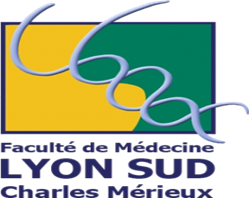 Faculté de Médecine
LYON SUD
Charles Mérieux